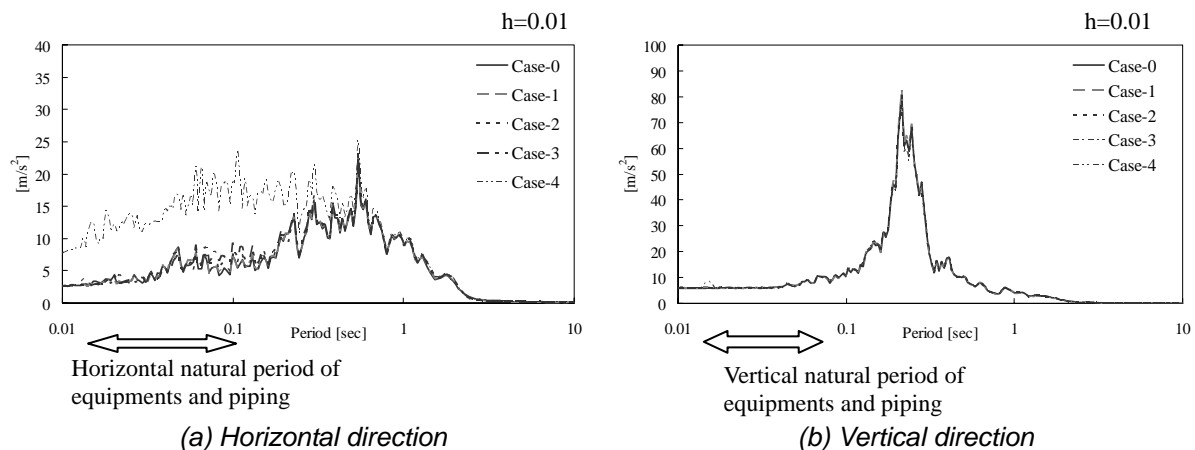 h=0.01
40
35
30
25
20
15
10
5
0
[m/s²]
Case-0
Case-1
Case-2
Case-3
Case-4
0.01
0.1
Period [sec]
1
10
Horizontal natural period of
equipments and piping
(a) Horizontal direction
h=0.01
100
90
80
70
60
50
40
30
20
10
0
[m/s²]
Case-0
Case-1
Case-2
Case-3
Case-4
0.01
0.1
Period [sec]
1
10
Vertical natural period of
equipments and piping
(b) Vertical direction